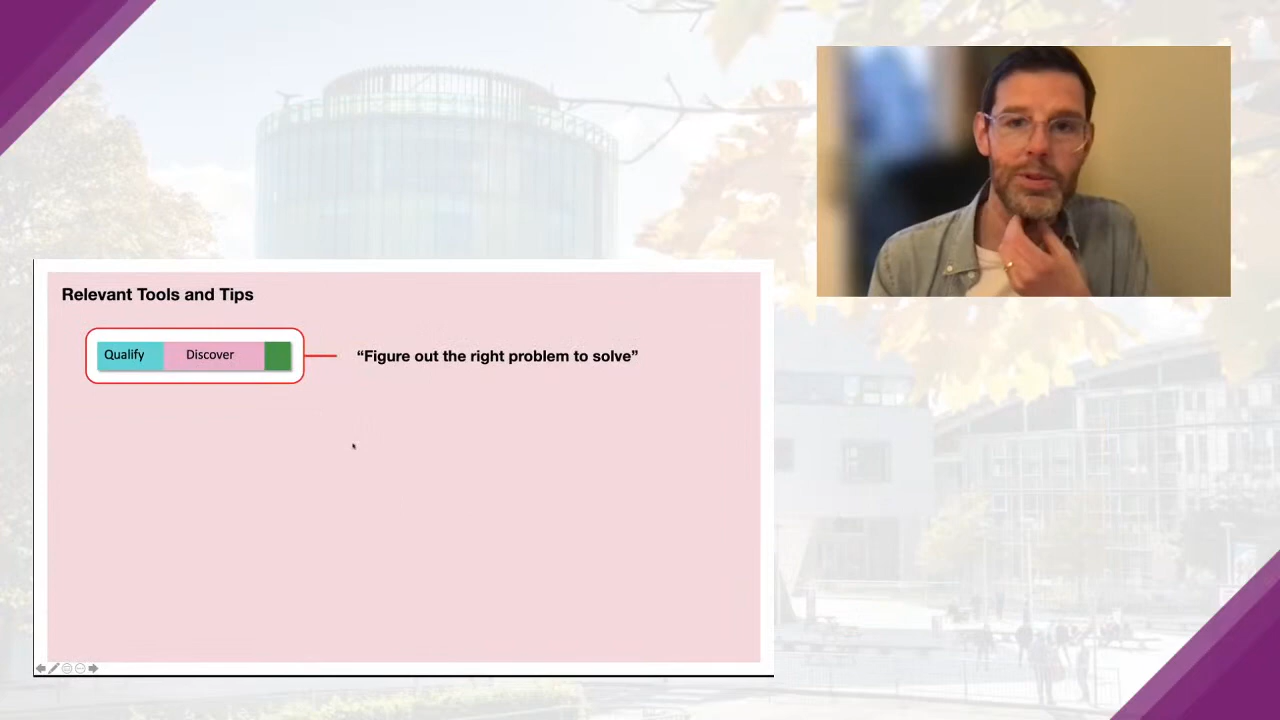 Relevant Tools and Tips
Qualify
Discover
“Figure out the right problem to solve”